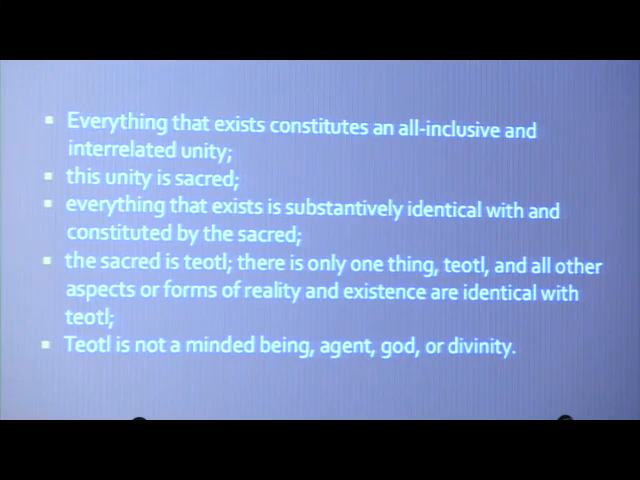 ▪ Everything that exists constitutes an all-inclusive and
interrelated unity;
▪ this unity is sacred;
▪ everything that exists is substantively identical with and
constituted by the sacred;
▪ the sacred is teotl; there is only one thing, teotl, and all other
aspects or forms of reality and existence are identical with
teotl;
▪ Teotl is not a minded being, agent, god, or divinity.